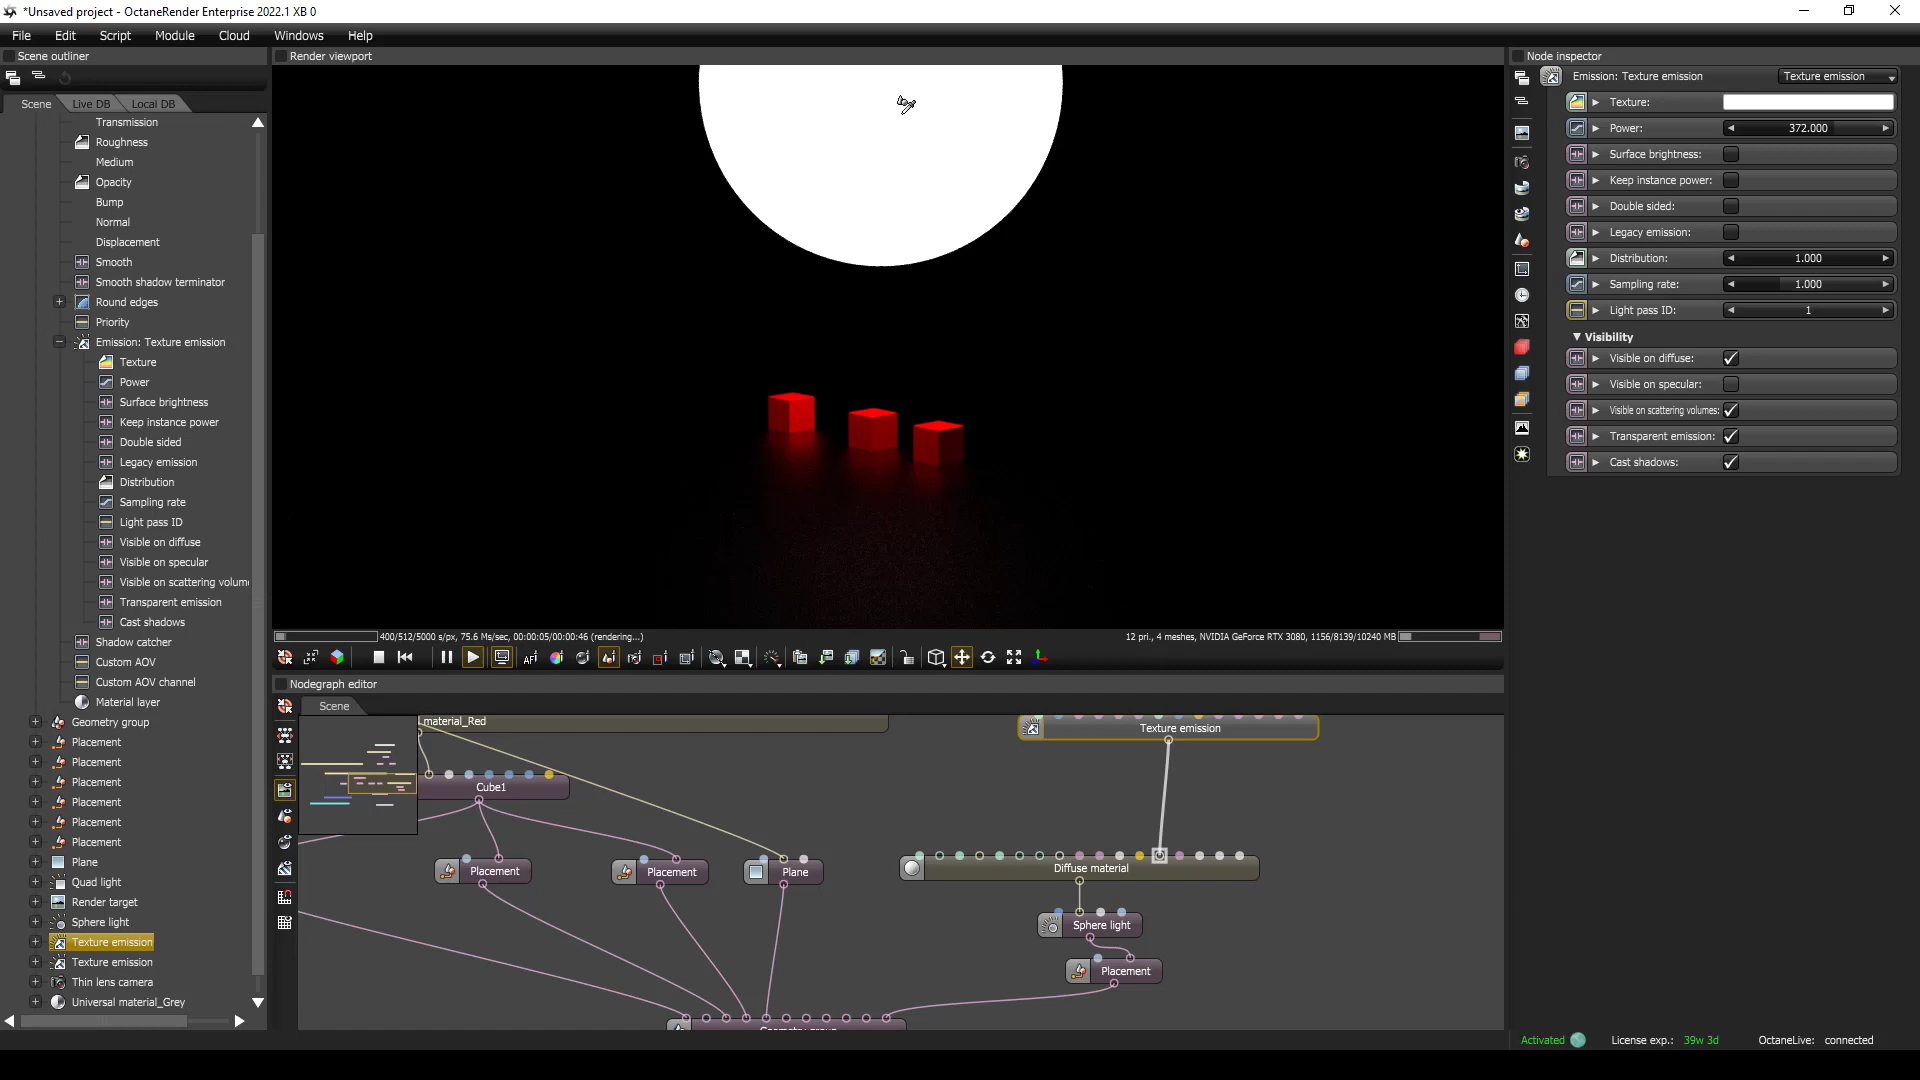 *Unsaved project - OctaneRender Enterprise 2022.1 XB 0
File Edit Script Module Cloud Windows Help
Scene outliner
Scene Live DB Local DB
Transmission
Roughness
Medium
Opacity
Bump
Normal
Displacement
Smooth
Smooth shadow terminator
Round edges
Priority
Emission: Texture emission
Texture
Power
Surface brightness
Keep instance power
Double sided
Legacy emission
Distribution
Sampling rate
Light pass ID
Visible on diffuse
Visible on specular
Visible on scattering volum
Transparent emission
Cast shadows
Shadow catcher
Custom AOV
Custom AOV channel
Material layer
Geometry group
Placement
Placement
Placement
Placement
Placement
Placement
Plane
Quad light
Render target
Sphere light
Texture emission
Texture emission
Thin lens camera
Universal material_Grey
Render viewport
400/512/5000 s/px, 75.6 Ms/sec, 00:00:05/00:00:46 (rendering...)
12 pri., 4 meshes, NVIDIA GeForce RTX 3080, 1156/8139/10240 MB
AF
Nodegraph editor
Scene
material_Red
Texture emission
Cube1
Placement
Placement
Plane
Diffuse material
Sphere light
Placement
Node inspector
Emission: Texture emission Texture emission
Texture:
Power: 372.000
Surface brightness:
Keep instance power:
Double sided:
Legacy emission:
Distribution: 1.000
Sampling rate: 1.000
Light pass ID: 1
Visibility
Visible on diffuse:
Visible on specular:
Visible on scattering volumes:
Transparent emission:
Cast shadows:
Activated License exp.: 39w 3d OctaneLive: connected